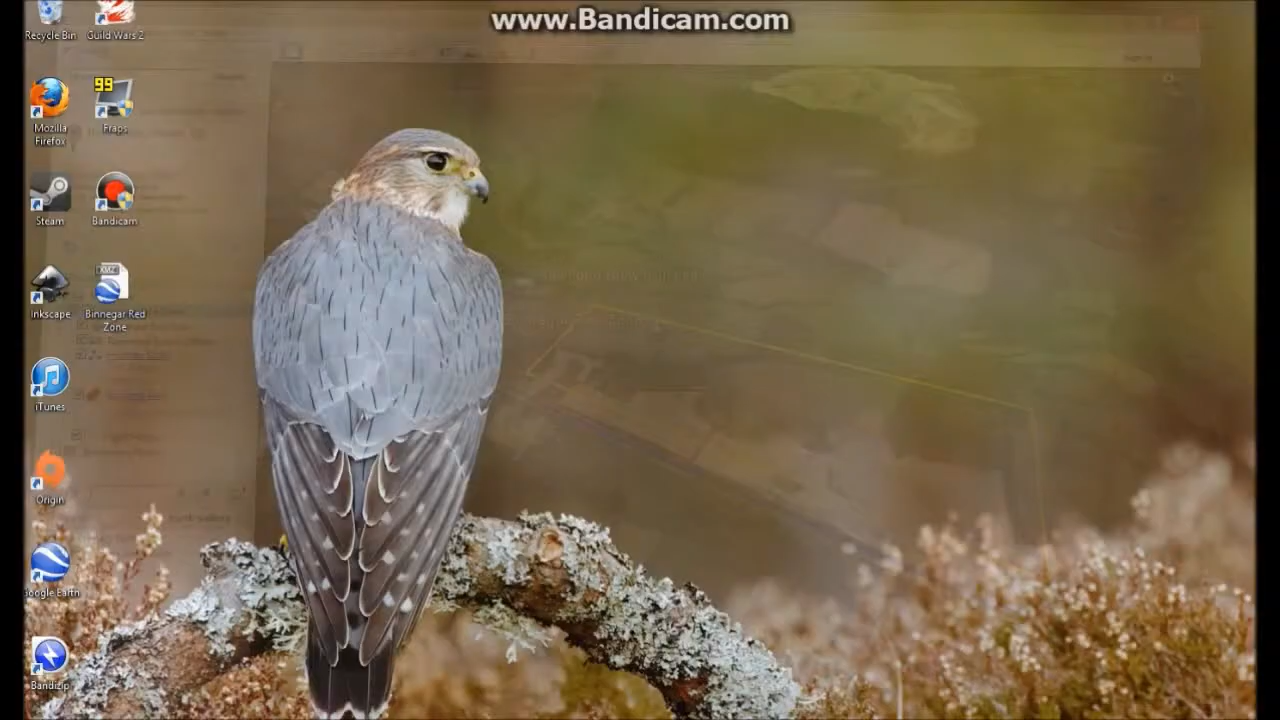 www.Bandicam.com
Recycle Bin
Guild Wars 2
99
Mozilla
Firefox
Fraps
Steam
Bandicam
Inkscape
KMZ
Binnegar Red
Zone
iTunes
Origin
Google Earth
Bandizip